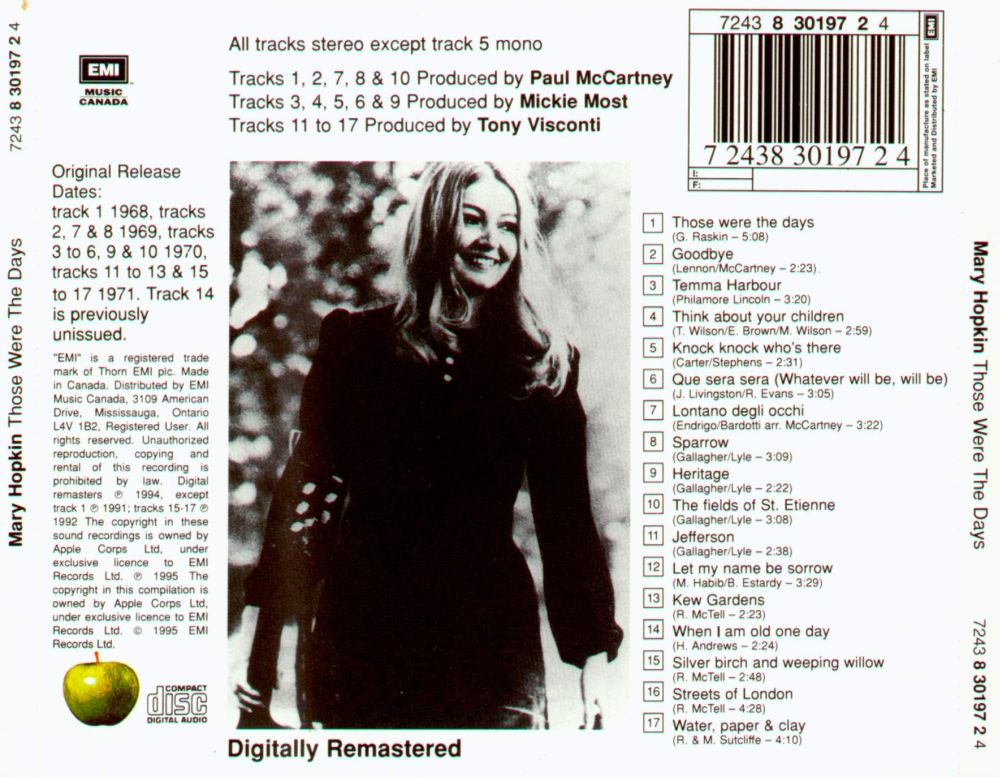 7243 8 30197 2 4
Mary Hopkin Those Were The Days
EMI
MUSIC
CANADA
All tracks stereo except track 5 mono
Tracks 1, 2, 7, 8 & 10 Produced by Paul McCartney
Tracks 3, 4, 5, 6 & 9 Produced by Mickie Most
Tracks 11 to 17 Produced by Tony Visconti
7243 8 30197 2 4
7 2438 30197 2 4
I:
F:
EMI
Place of manufacture as stated on label
Marketed and Distributed by EMI
Original Release
Dates:
track 1 1968, tracks
2, 7 & 8 1969, tracks
3 to 6, 9 & 10 1970,
tracks 11 to 13 & 15
to 17 1971. Track 14
is previously
unissued.
"EMI" is a registered trade
mark of Thorn EMI plc. Made
in Canada. Distributed by EMI
Music Canada, 3109 American
Drive, Mississauga, Ontario
L4V 1B2, Registered User. All
rights reserved. Unauthorized
reproduction, copying and
rental of this recording is
prohibited by law. Digital
remasters ℗ 1994, except
track 1 ℗ 1991; tracks 15-17 ℗
1992 The copyright in these
sound recordings is owned by
Apple Corps Ltd, under
exclusive licence to EMI
Records Ltd. ℗ 1995 The
copyright in this compilation is
owned by Apple Corps Ltd,
under exclusive licence to EMI
Records Ltd. © 1995 EMI
Records Ltd.
COMPACT
disc
DIGITAL AUDIO
Digitally Remastered
1 Those were the days
(G. Raskin – 5:08)
2 Goodbye
(Lennon/McCartney – 2:23)
3 Temma Harbour
(Philamore Lincoln – 3:20)
4 Think about your children
(T. Wilson/E. Brown/M. Wilson – 2:59)
5 Knock knock who's there
(Carter/Stephens – 2:31)
6 Que sera sera (Whatever will be, will be)
(J. Livingston/R. Evans – 3:05)
7 Lontano degli occhi
(Endrigo/Bardotti arr. McCartney – 3:22)
8 Sparrow
(Gallagher/Lyle – 3:09)
9 Heritage
(Gallagher/Lyle – 2:22)
10 The fields of St. Etienne
(Gallagher/Lyle – 3:08)
11 Jefferson
(Gallagher/Lyle – 2:38)
12 Let my name be sorrow
(M. Habib/B. Estardy – 3:29)
13 Kew Gardens
(R. McTell – 2:23)
14 When I am old one day
(H. Andrews – 2:24)
15 Silver birch and weeping willow
(R. McTell – 2:48)
16 Streets of London
(R. McTell – 4:28)
17 Water, paper & clay
(R. & M. Sutcliffe – 4:10)
Mary Hopkin Those Were The Days
7243 8 30197 2 4